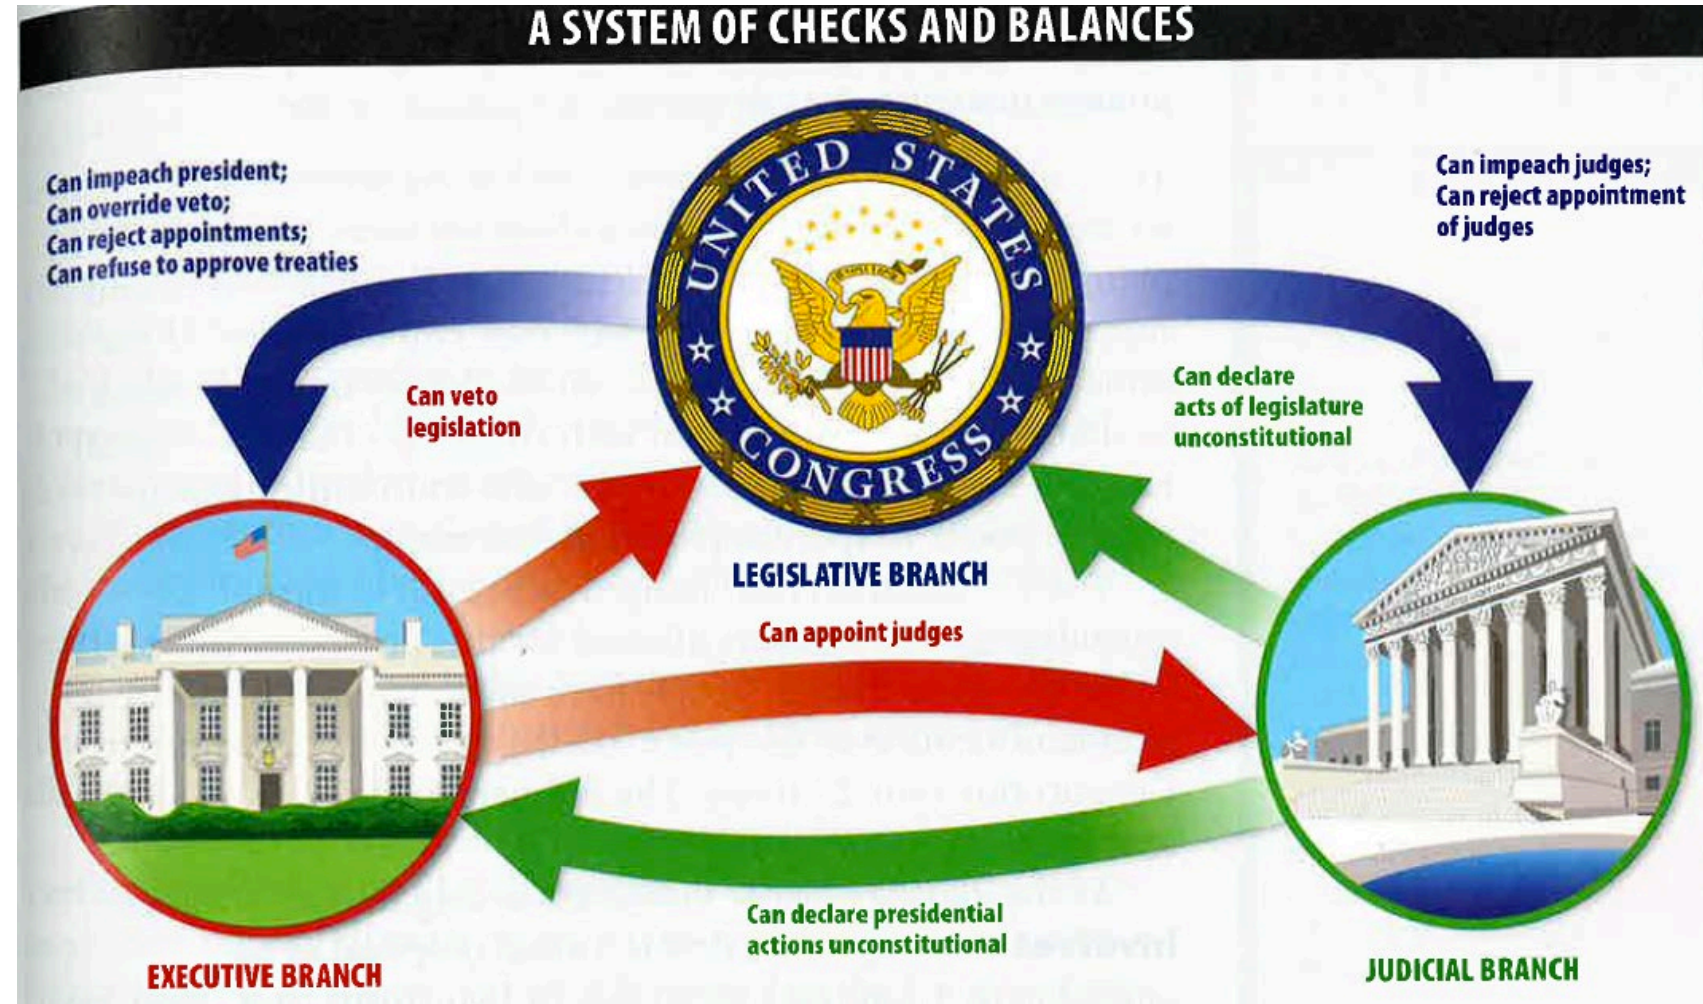 A SYSTEM OF CHECKS AND BALANCES
Can impeach president;
Can override veto;
Can reject appointments;
Can refuse to approve treaties
Can impeach judges;
Can reject appointment
of judges
UNITED STATES
CONGRESS
Can veto
legislation
Can declare
acts of legislature
unconstitutional
LEGISLATIVE BRANCH
Can appoint judges
Can declare presidential
actions unconstitutional
EXECUTIVE BRANCH
JUDICIAL BRANCH